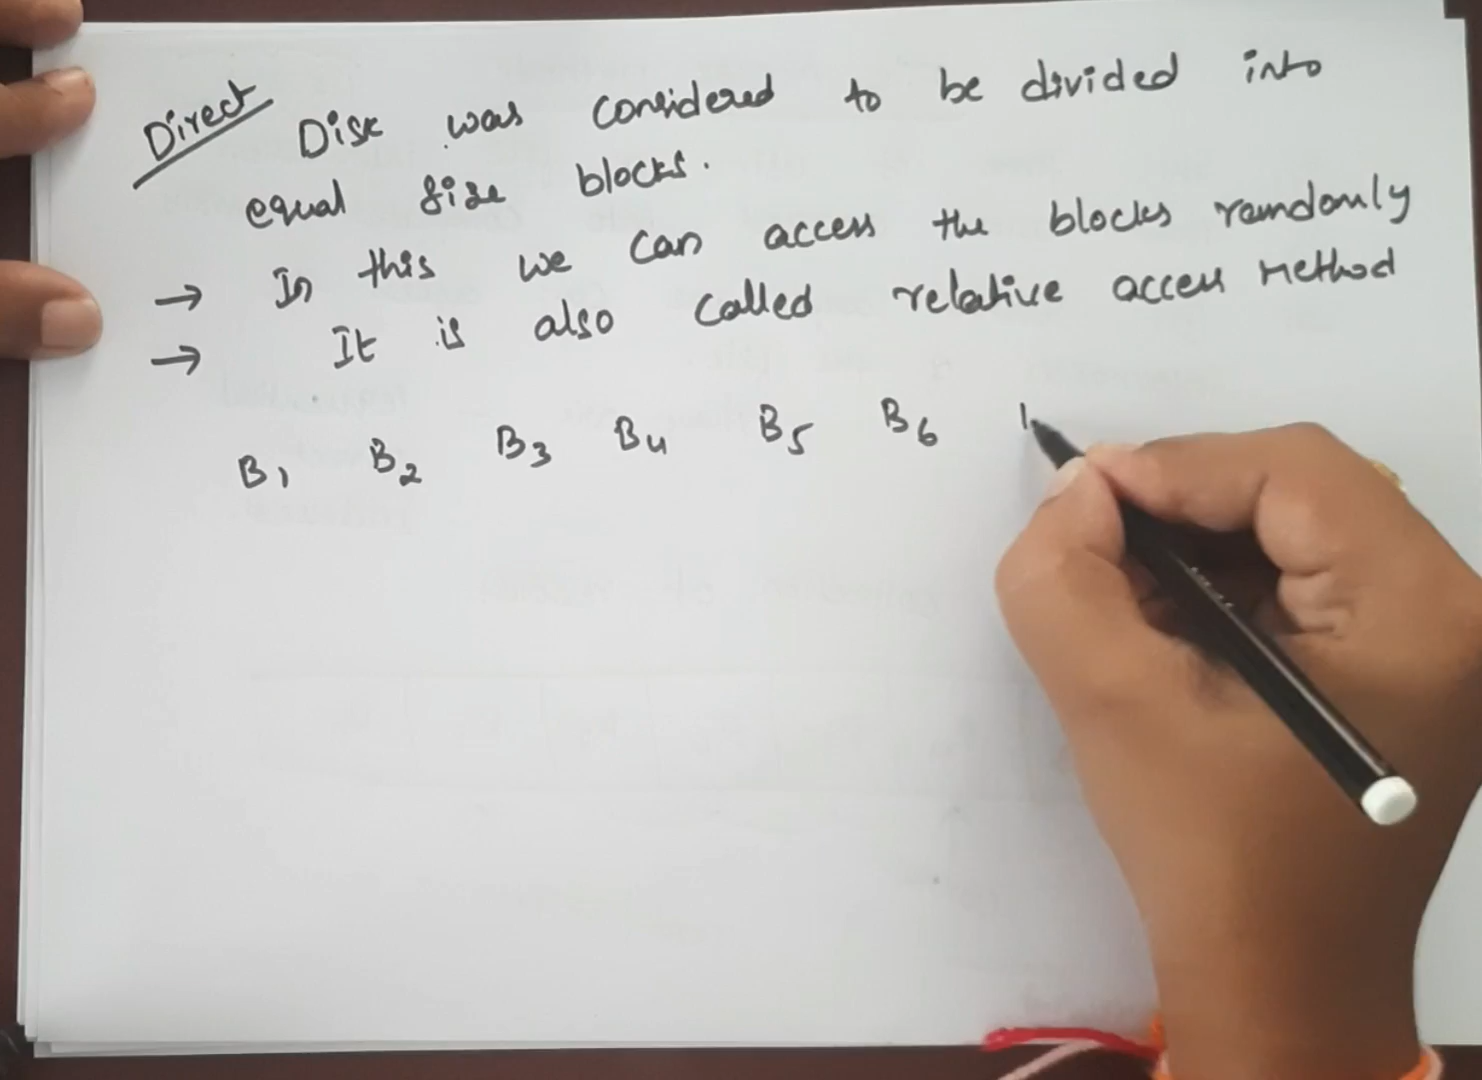 Direct Disk was considered to be divided into
equal size blocks.
→ In this we can access the blocks randomly
→ It is also called relative access method
B1 B2 B3 B4 B5 B6